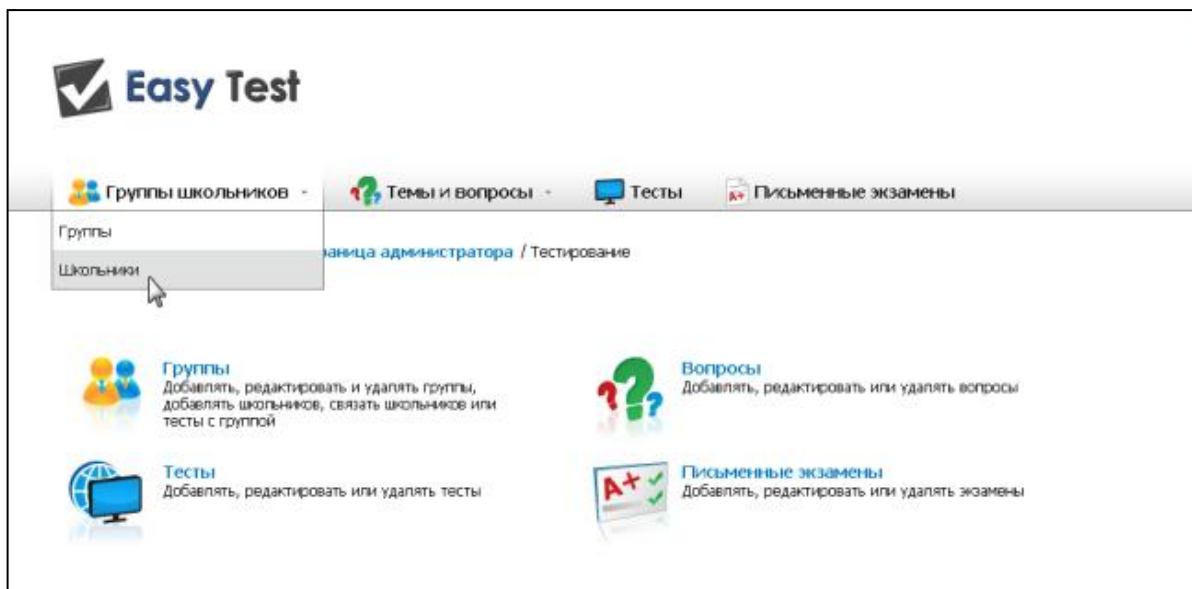 Easy Test
Группы школьников
Темы и вопросы
Тесты
A+
Письменные экзамены
Группы
аница администратора / Тестирование
Школьники
Группы
Добавлять, редактировать и удалять группы,
добавлять школьников, связать школьников или
тесты с группой
Вопросы
Добавлять, редактировать или удалять вопросы
Тесты
Добавлять, редактировать или удалять тесты
A+
Письменные экзамены
Добавлять, редактировать или удалять экзамены